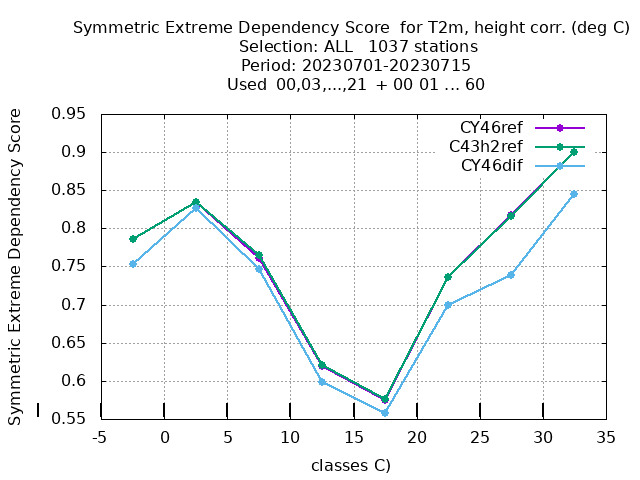 Symmetric Extreme Dependency Score  for T2m, height corr. (deg C)
Selection: ALL   1037 stations
Period: 20230701-20230715
Used  00,03,...,21  + 00 01 ... 60
Symmetric Extreme Dependency Score
CY46ref
C43h2ref
CY46dif
0.95
0.9
0.85
0.8
0.75
0.7
0.65
0.6
0.55
-5 0 5 10 15 20 25 30 35
classes C)